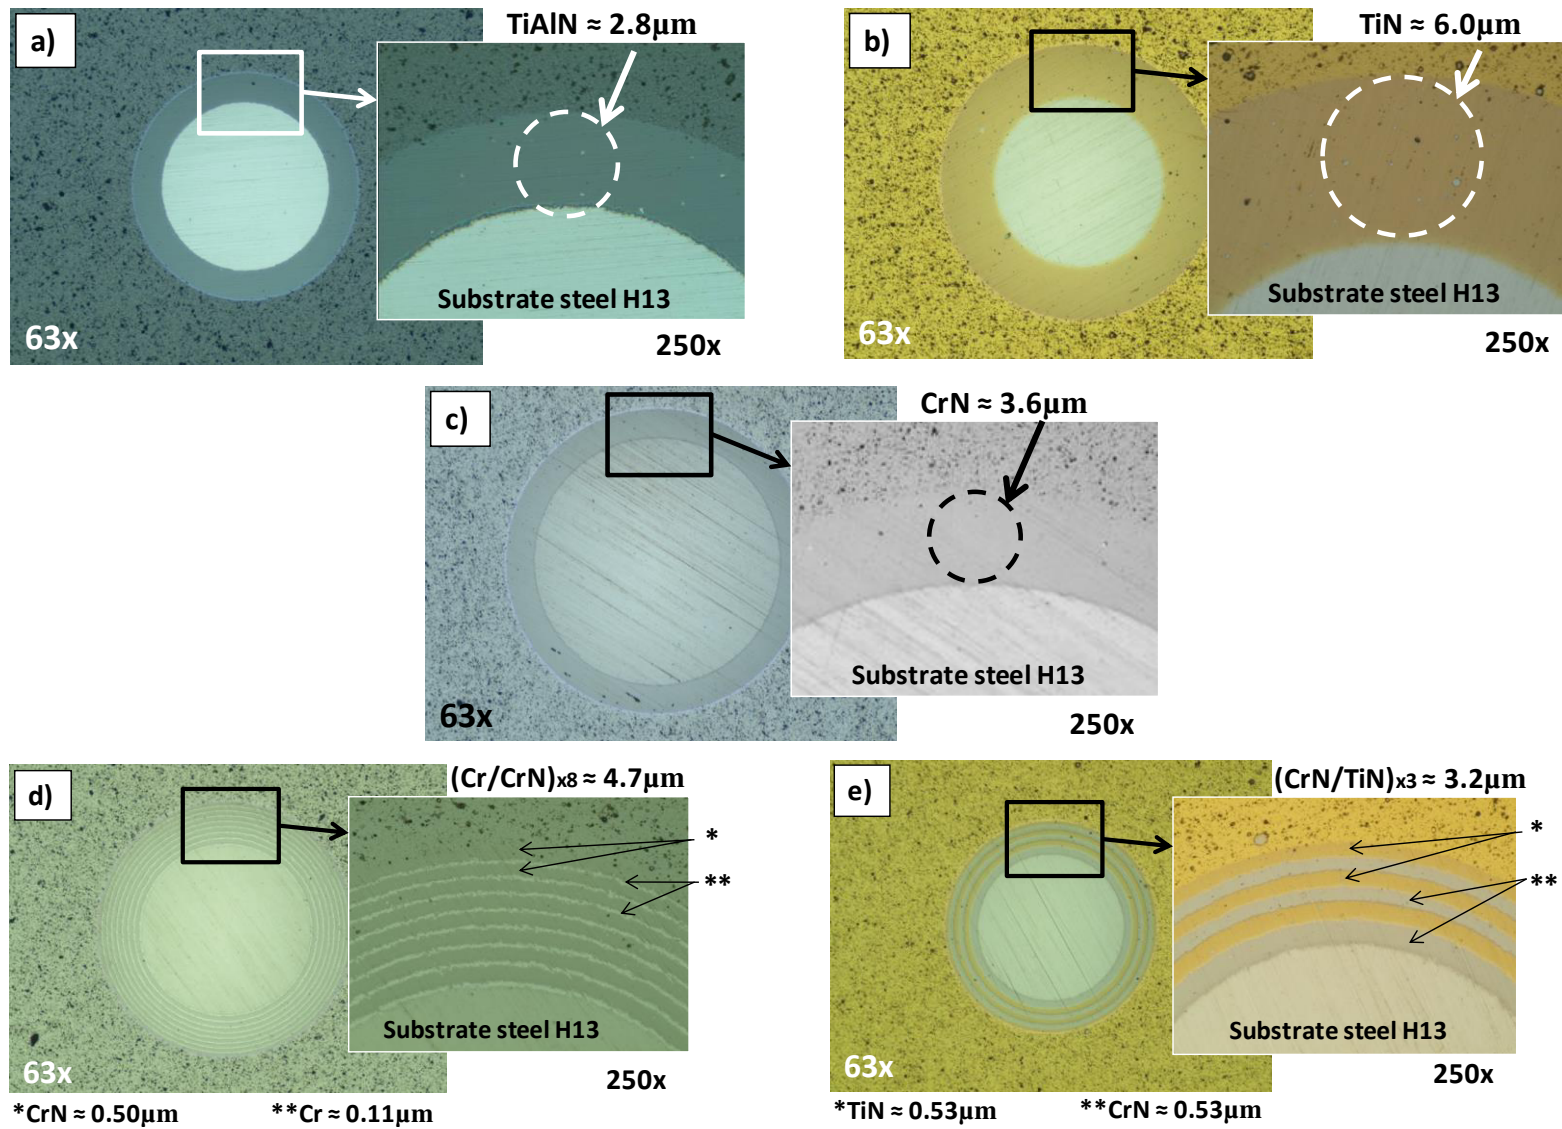 a)
TiAlN ≈ 2.8µm
Substrate steel H13
63x
250x
b)
TiN ≈ 6.0µm
Substrate steel H13
63x
250x
c)
CrN ≈ 3.6µm
Substrate steel H13
63x
250x
d)
(Cr/CrN)x8 ≈ 4.7µm
*
**
Substrate steel H13
63x
250x
*CrN ≈ 0.50µm
**Cr ≈ 0.11µm
e)
(CrN/TiN)x3 ≈ 3.2µm
*
**
Substrate steel H13
63x
250x
*TiN ≈ 0.53µm
**CrN ≈ 0.53µm